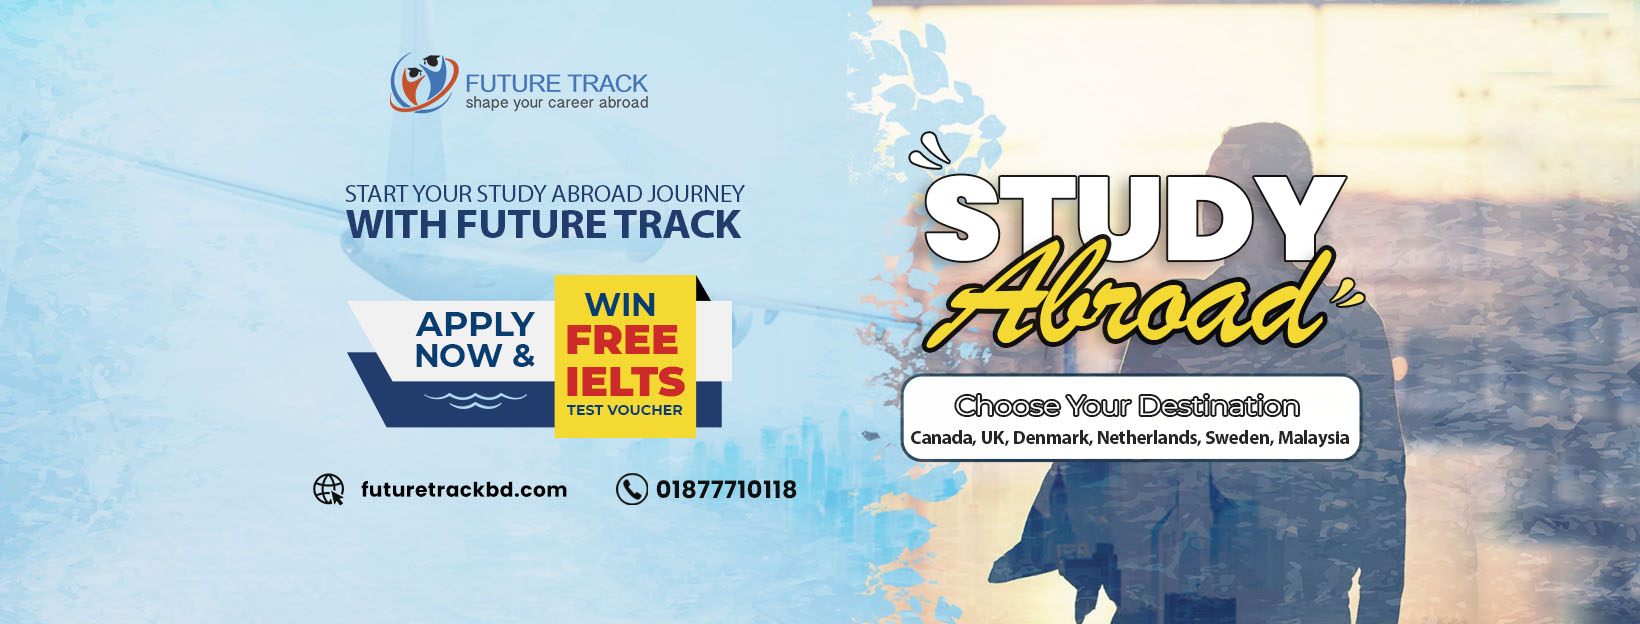 FUTURE TRACK
shape your career abroad
START YOUR STUDY ABROAD JOURNEY
WITH FUTURE TRACK
APPLY
NOW &
WIN
FREE
IELTS
TEST VOUCHER
futuretrackbd.com
01877710118
STUDY
Abroad
Choose Your Destination
Canada, UK, Denmark, Netherlands, Sweden, Malaysia